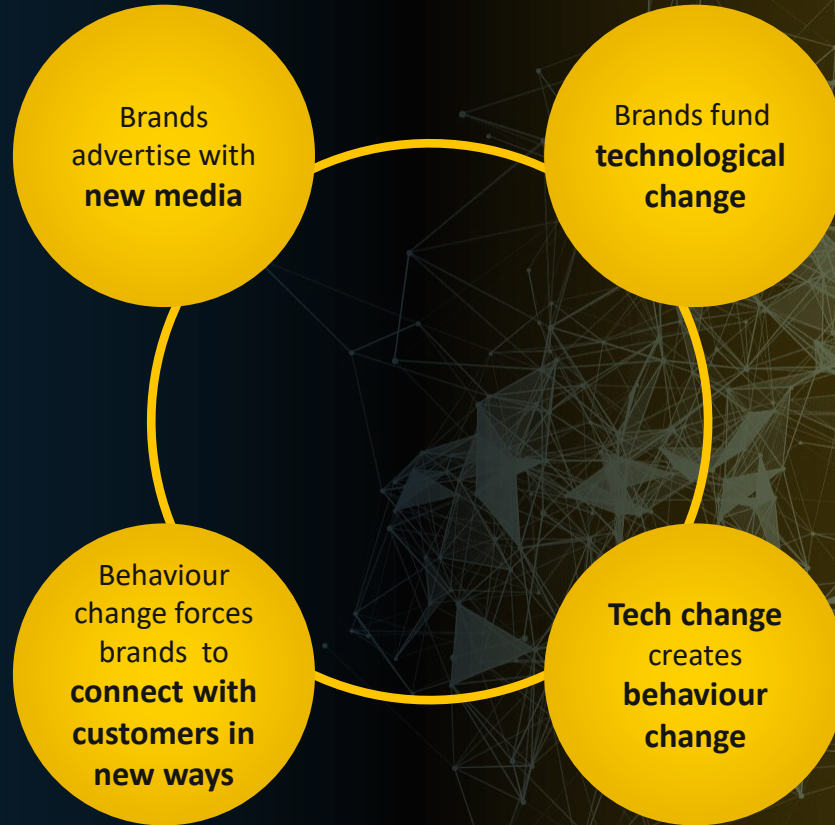 Brands
advertise with
new media
Brands fund
technological
change
Tech change
creates
behaviour
change
Behaviour
change forces
brands  to
connect with
customers in
new ways